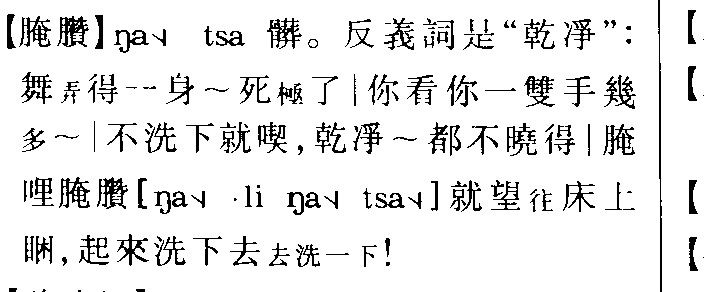 【腌臢】ŋa˧˩ tsa 髒。反義詞是“乾凈”：
舞弄得一身～死極了|你看你一雙手幾
多～|不洗下就喫，乾凈～都不曉得|腌
哩腌臢[ŋa˧˩ ·li ŋa˧˩ tsa˧˩]就望往床上
睏，起來洗下去去洗一下！